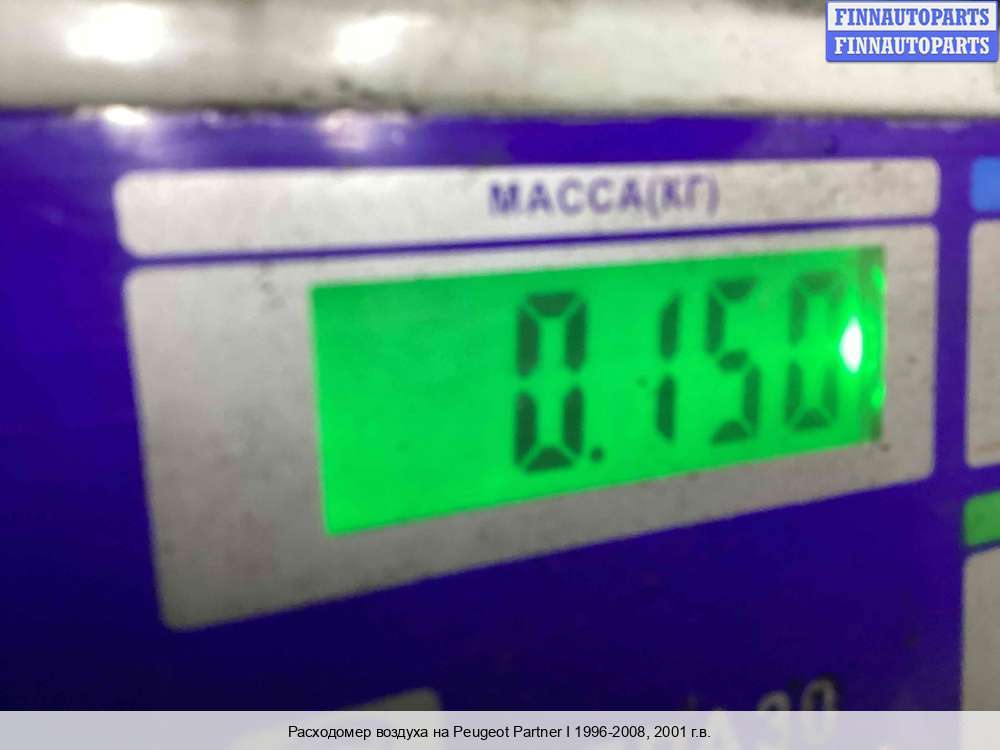 FINNAUTOPARTS
FINNAUTOPARTS
МАССА(КГ)
0.150
Расходомер воздуха на Peugeot Partner I 1996-2008, 2001 г.в.